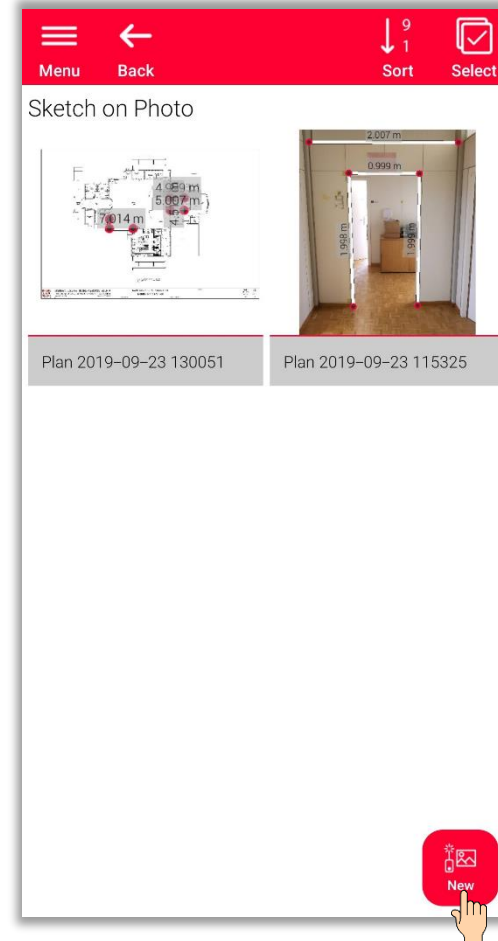 9
1
Menu Back Sort Select
Sketch on Photo
2.007 m
0.999 m
4.989 m
5.007 m
7.014 m
1.998 m
1.999 m
Plan 2019-09-23 130051 Plan 2019-09-23 115325
New